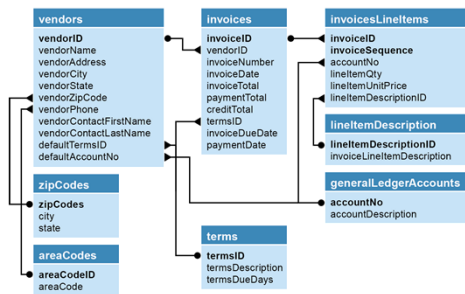 vendors
vendorID
vendorName
vendorAddress
vendorCity
vendorState
vendorZipCode
vendorPhone
vendorContactFirstName
vendorContactLastName
defaultTermsID
defaultAccountNo
zipCodes
zipCodes
city
state
areaCodes
areaCodeID
areaCode
invoices
invoiceID
vendorID
invoiceNumber
invoiceDate
invoiceTotal
paymentTotal
creditTotal
termsID
invoiceDueDate
paymentDate
terms
termsID
termsDescription
termsDueDays
invoicesLineItems
invoiceID
invoiceSequence
accountNo
lineItemQty
lineItemUnitPrice
lineItemDescriptionID
lineItemDescription
lineItemDescriptionID
invoiceLineItemDescription
generalLedgerAccounts
accountNo
accountDescription